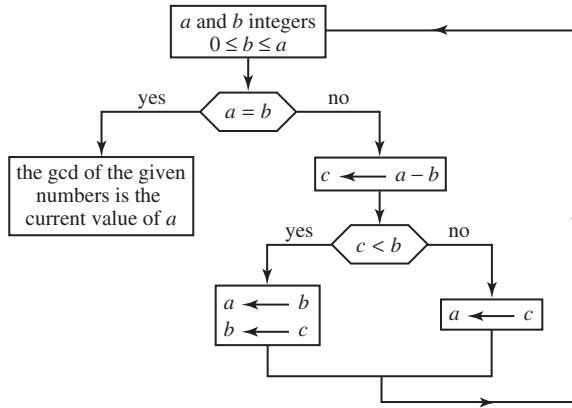 a and b integers
0 ≤ b ≤ a
yes
a = b
no
the gcd of the given
numbers is the
current value of a
c ← a – b
yes
c < b
no
a ← b
b ← c
a ← c